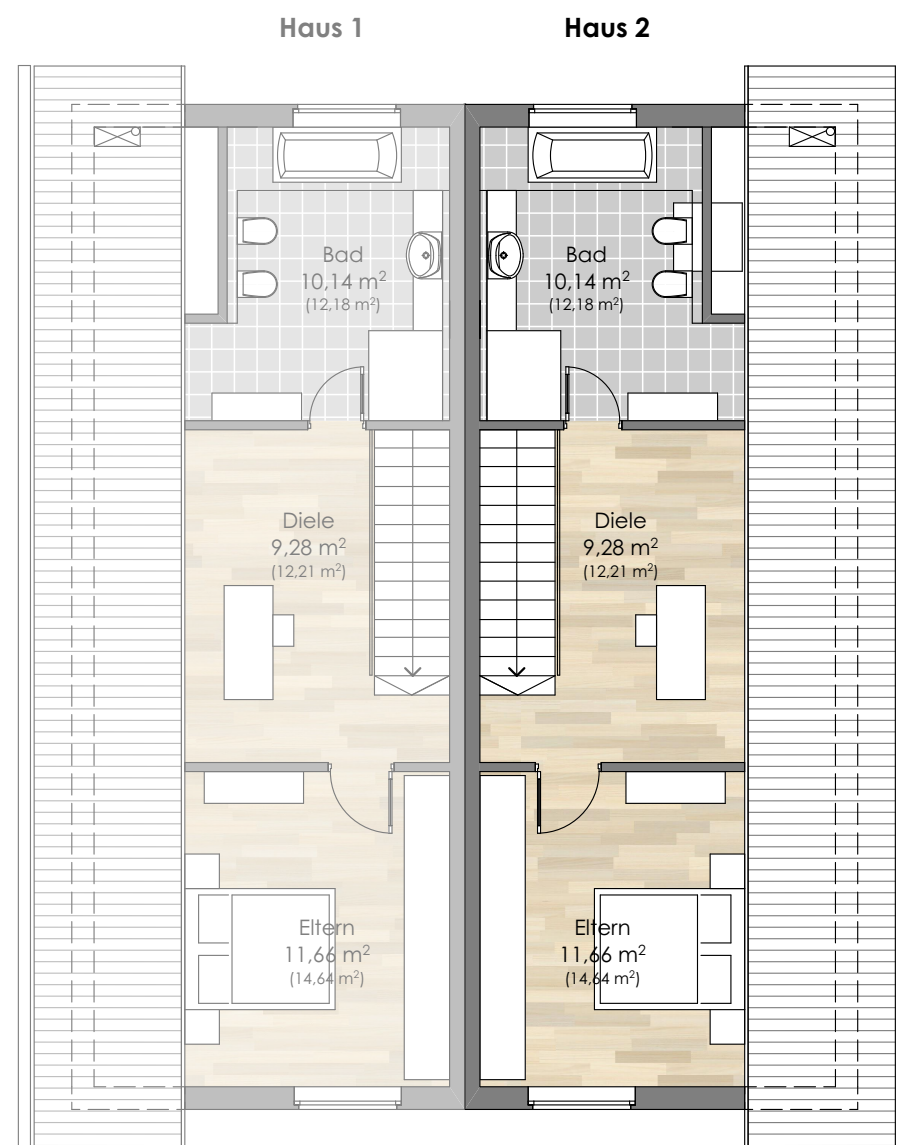 Haus 1
Haus 2
Bad
10,14 m²
(12,18 m²)
Bad
10,14 m²
(12,18 m²)
Diele
9,28 m²
(12,21 m²)
Diele
9,28 m²
(12,21 m²)
Eltern
11,66 m²
(14,64 m²)
Eltern
11,66 m²
(14,64 m²)